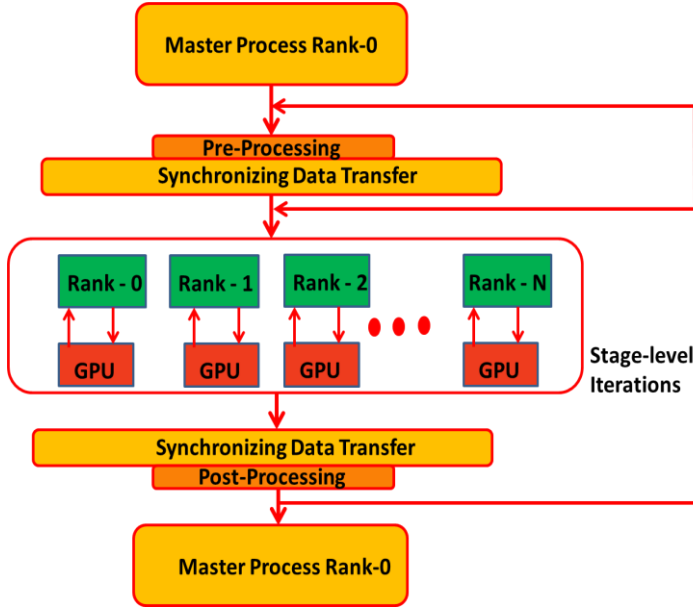 Master Process Rank-0
Pre-Processing
Synchronizing Data Transfer
Rank - 0
Rank - 1
Rank - 2
Rank - N
GPU
GPU
GPU
GPU
Stage-level
Iterations
Synchronizing Data Transfer
Post-Processing
Master Process Rank-0